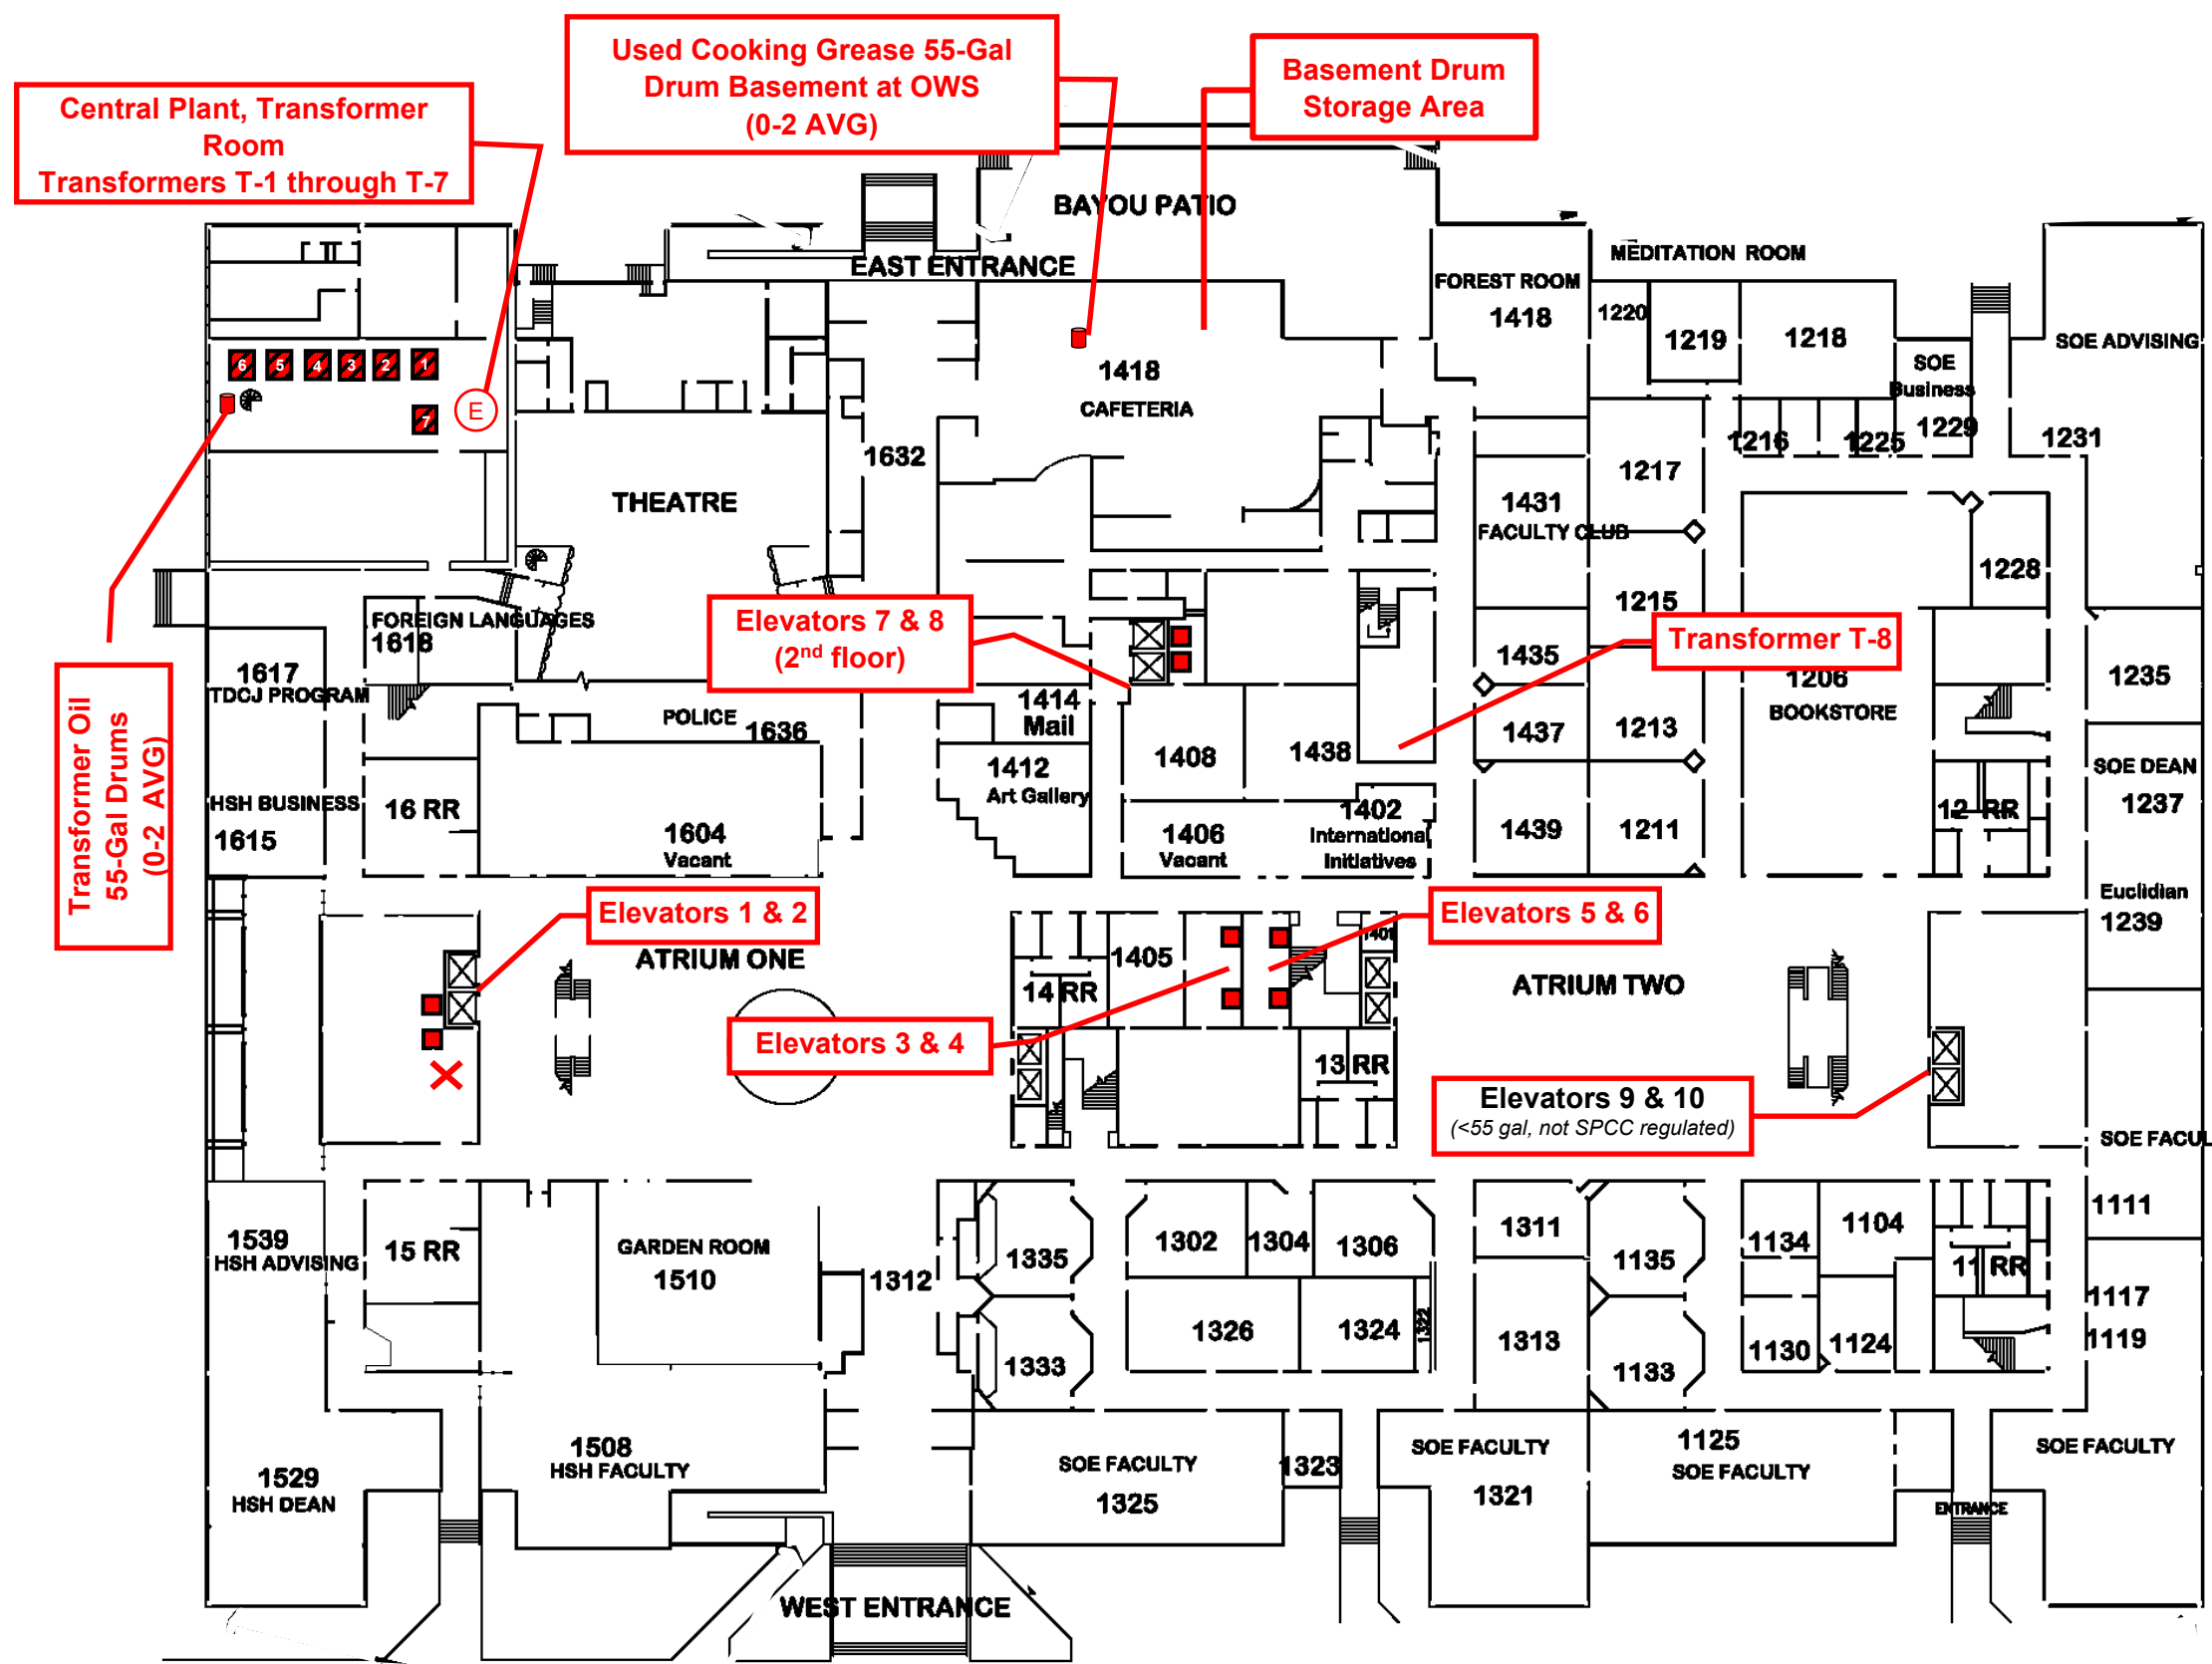 Used Cooking Grease 55-Gal
Drum Basement at OWS
(0-2 AVG)
Basement Drum
Storage Area
Central Plant, Transformer
Room
Transformers T-1 through T-7
BAYOU PATIO
EAST ENTRANCE
MEDITATION ROOM
FOREST ROOM
1418
1220
1219
1218
SOE ADVISING
SOE
Business
1229
6 5 4 3 2 1
7
E
1418
CAFETERIA
1216
1225
1231
1632
1217
THEATRE
1431
FACULTY CLUB
1228
1215
FOREIGN LANGUAGES
1618
Elevators 7 & 8
(2nd floor)
Transformer T-8
1617
TDCJ PROGRAM
1435
1206
BOOKSTORE
1235
1414
Mail
POLICE
1636
1408
1438
1437
1213
Transformer Oil
55-Gal Drums
(0-2 AVG)
1412
Art Gallery
SOE DEAN
1237
HSH BUSINESS
1615
16 RR
1604
Vacant
1406
Vacant
1402
International
Initiatives
1439
1211
12 RR
Euclidian
1239
Elevators 1 & 2
Elevators 5 & 6
ATRIUM ONE
1405
1401
ATRIUM TWO
14 RR
Elevators 3 & 4
13 RR
Elevators 9 & 10
(<55 gal, not SPCC regulated)
SOE FACUL
1111
1539
HSH ADVISING
15 RR
GARDEN ROOM
1510
1312
1335
1302
1304
1306
1311
1135
1134
1104
11 RR
1117
1119
1333
1326
1324
1322
1313
1133
1130
1124
1508
HSH FACULTY
1529
HSH DEAN
SOE FACULTY
1325
1323
SOE FACULTY
1321
1125
SOE FACULTY
SOE FACULTY
ENTRANCE
WEST ENTRANCE